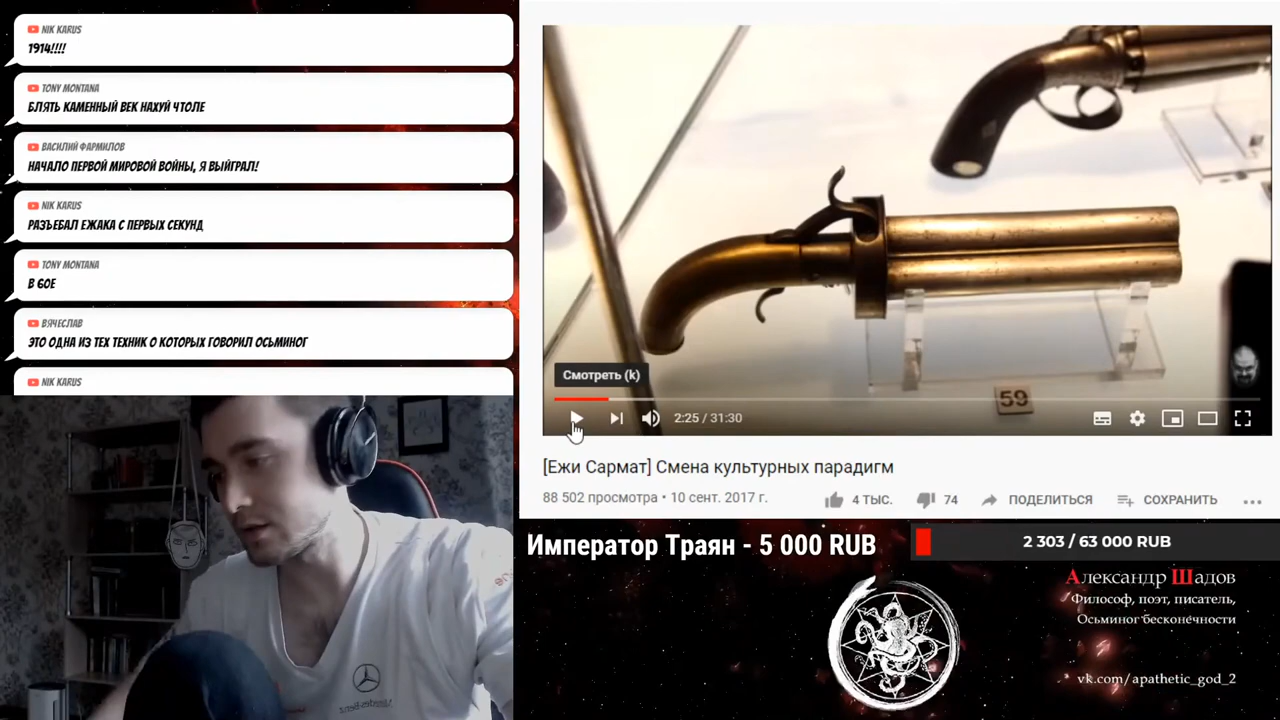 NIK KARUS
1914!!!!
TONY MONTANA
БЛЯТЬ КАМЕННЫЙ ВЕК НАХУЙ ЧТОЛЕ
ВАСИЛИЙ ФАРМИЛОВ
НАЧАЛО ПЕРВОЙ МИРОВОЙ ВОЙНЫ, Я ВЫЙГРАЛ!
NIK KARUS
РАЗЪЕБАЛ ЕЖАКА С ПЕРВЫХ СЕКУНД
TONY MONTANA
В 60Е
ВЯЧЕСЛАВ
ЭТО ОДНА ИЗ ТЕХ ТЕХНИК О КОТОРЫХ ГОВОРИЛ ОСЬМИНОГ
NIK KARUS
59
Смотреть (k)
2:25 / 31:30
[Ежи Сармат] Смена культурных парадигм
88 502 просмотра • 10 сент. 2017 г.
4 ТЫС.
74
ПОДЕЛИТЬСЯ
СОХРАНИТЬ
Император Траян - 5 000 RUB
2 303 / 63 000 RUB
Александр Шадов
Философ, поэт, писатель,
Осьминог бесконечности
vk.com/apathetic_god_2
Mercedes-Benz